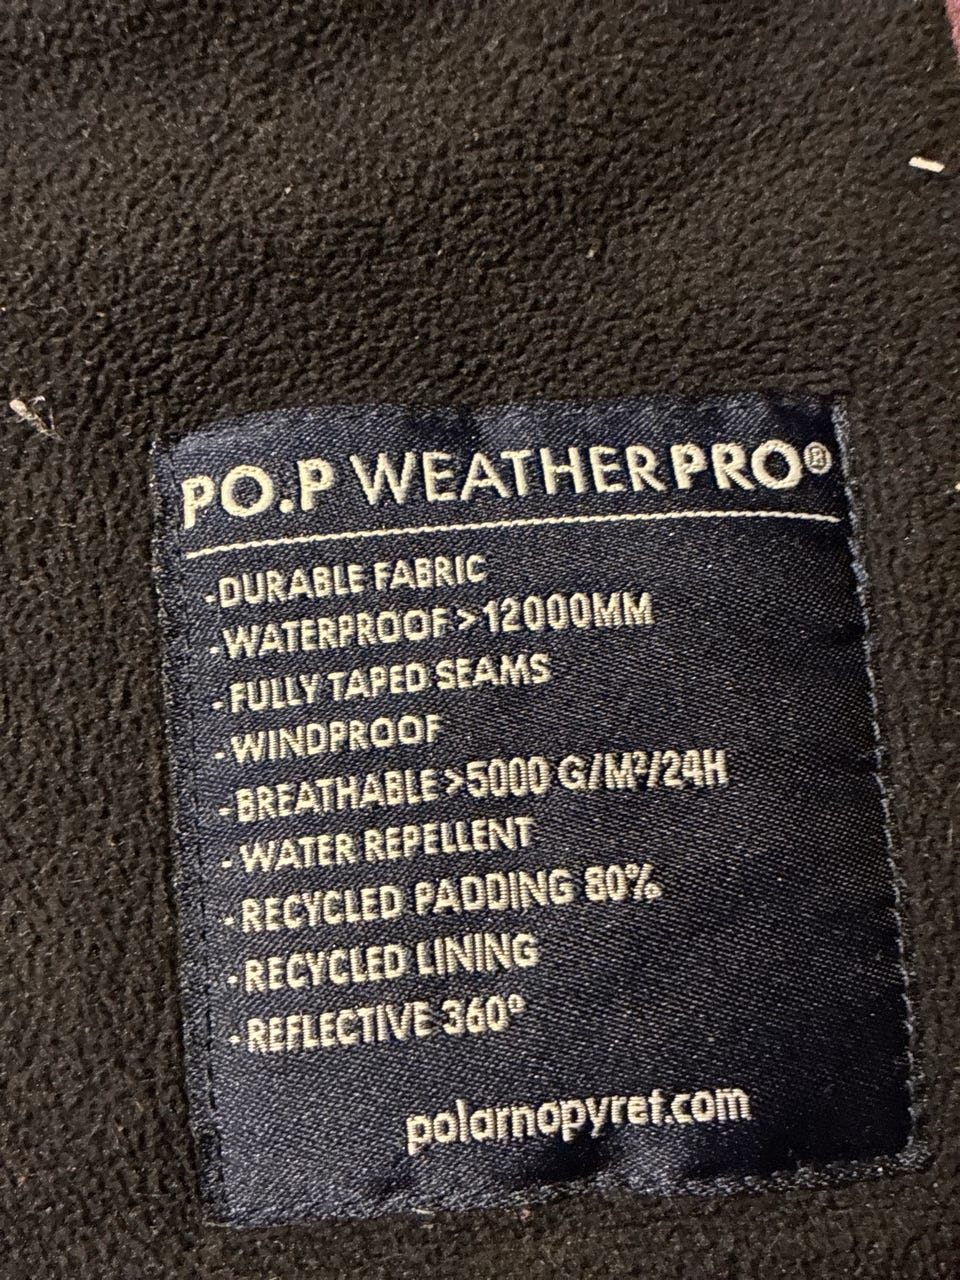 PO.P WEATHERPRO®
-DURABLE FABRIC
-WATERPROOF>12000MM
-FULLY TAPED SEAMS
-WINDPROOF
-BREATHABLE>5000 G/M²/24H
-WATER REPELLENT
-RECYCLED PADDING 80%
-RECYCLED LINING
-REFLECTIVE 360°
polarnopyret.com